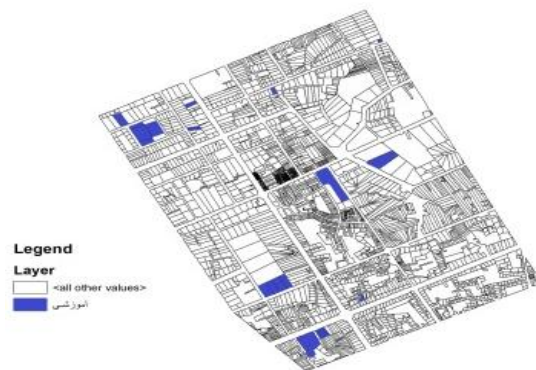 Legend
Layer
<all other values>
آموزشی